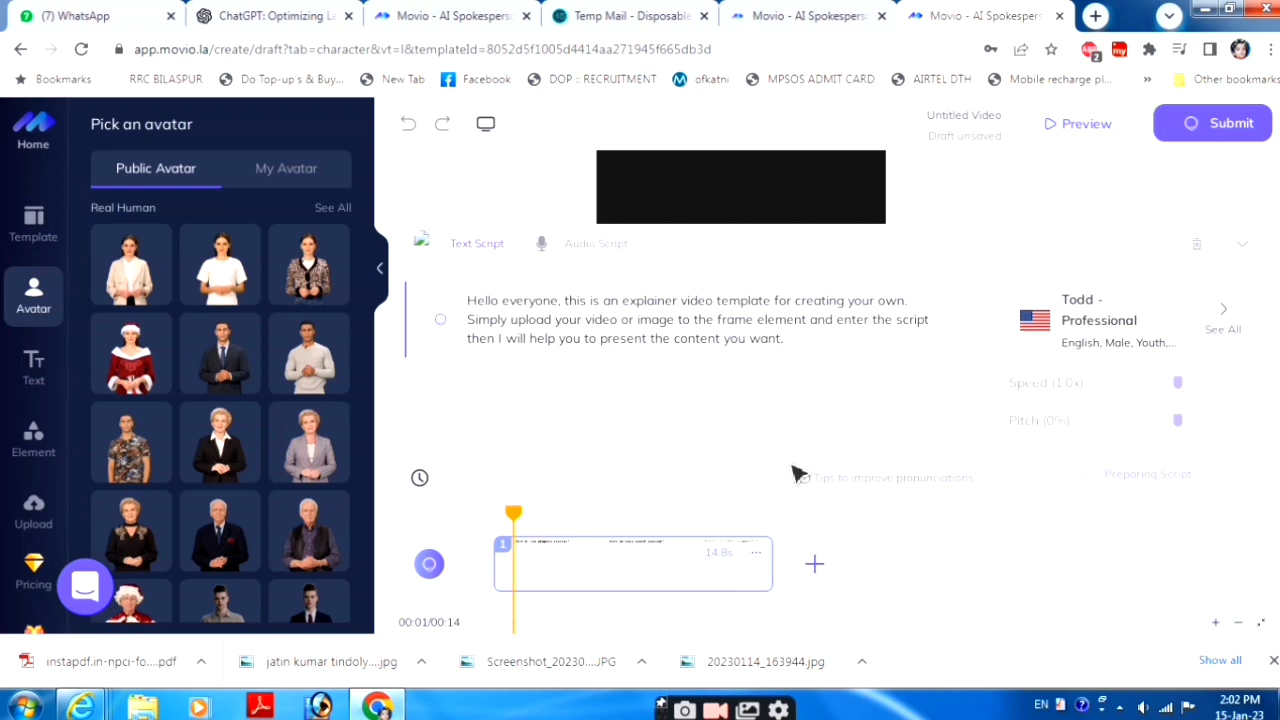 (7) WhatsApp
ChatGPT: Optimizing La
Movio - AI Spokespers
Temp Mail - Disposable
Movio - AI Spokespers
Movio - AI Spokespers
app.movio.la/create/draft?tab=character&vt=l&templateId=8052d5f1005d4414aa271945f665db3d
2
my
Bookmarks
RRC BILASPUR
Do Top-up s & Buy...
New Tab
Facebook
DOP :: RECRUITMENT
ofkatni
MPSOS ADMIT CARD
AIRTEL DTH
Mobile recharge pl...
»
Other bookmarks
Home
Pick an avatar
Untitled Video
Draft unsaved
Preview
Submit
Public Avatar
My Avatar
Real Human
See All
Template
Avatar
Text
Element
Upload
Pricing
Text Script
Audio Script
Hello everyone, this is an explainer video template for creating your own.
Simply upload your video or image to the frame element and enter the script
then I will help you to present the content you want.
Todd -
Professional
English, Male, Youth,...
See All
Speed (1.0x)
Pitch (0%)
Tips to improve pronunciations
Preparing Script
1
14.8s
...
00:01/00:14
instapdf.in-npci-fo....pdf
jatin kumar tindoly....jpg
Screenshot_20230....JPG
20230114_163944.jpg
Show all
EN
2:02 PM
15-Jan-23